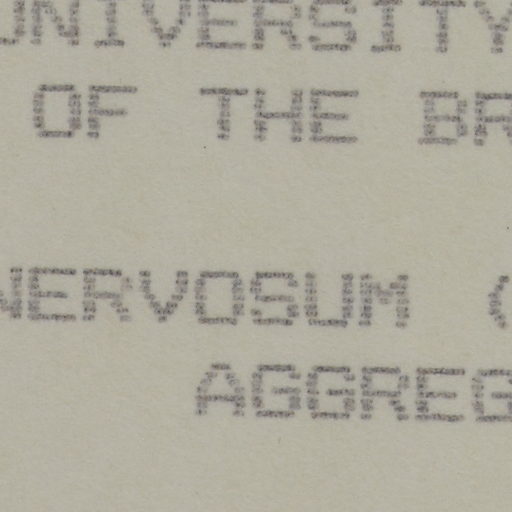 UNIVERSITY
OF THE BR
NERVOSUM (
AGGREG